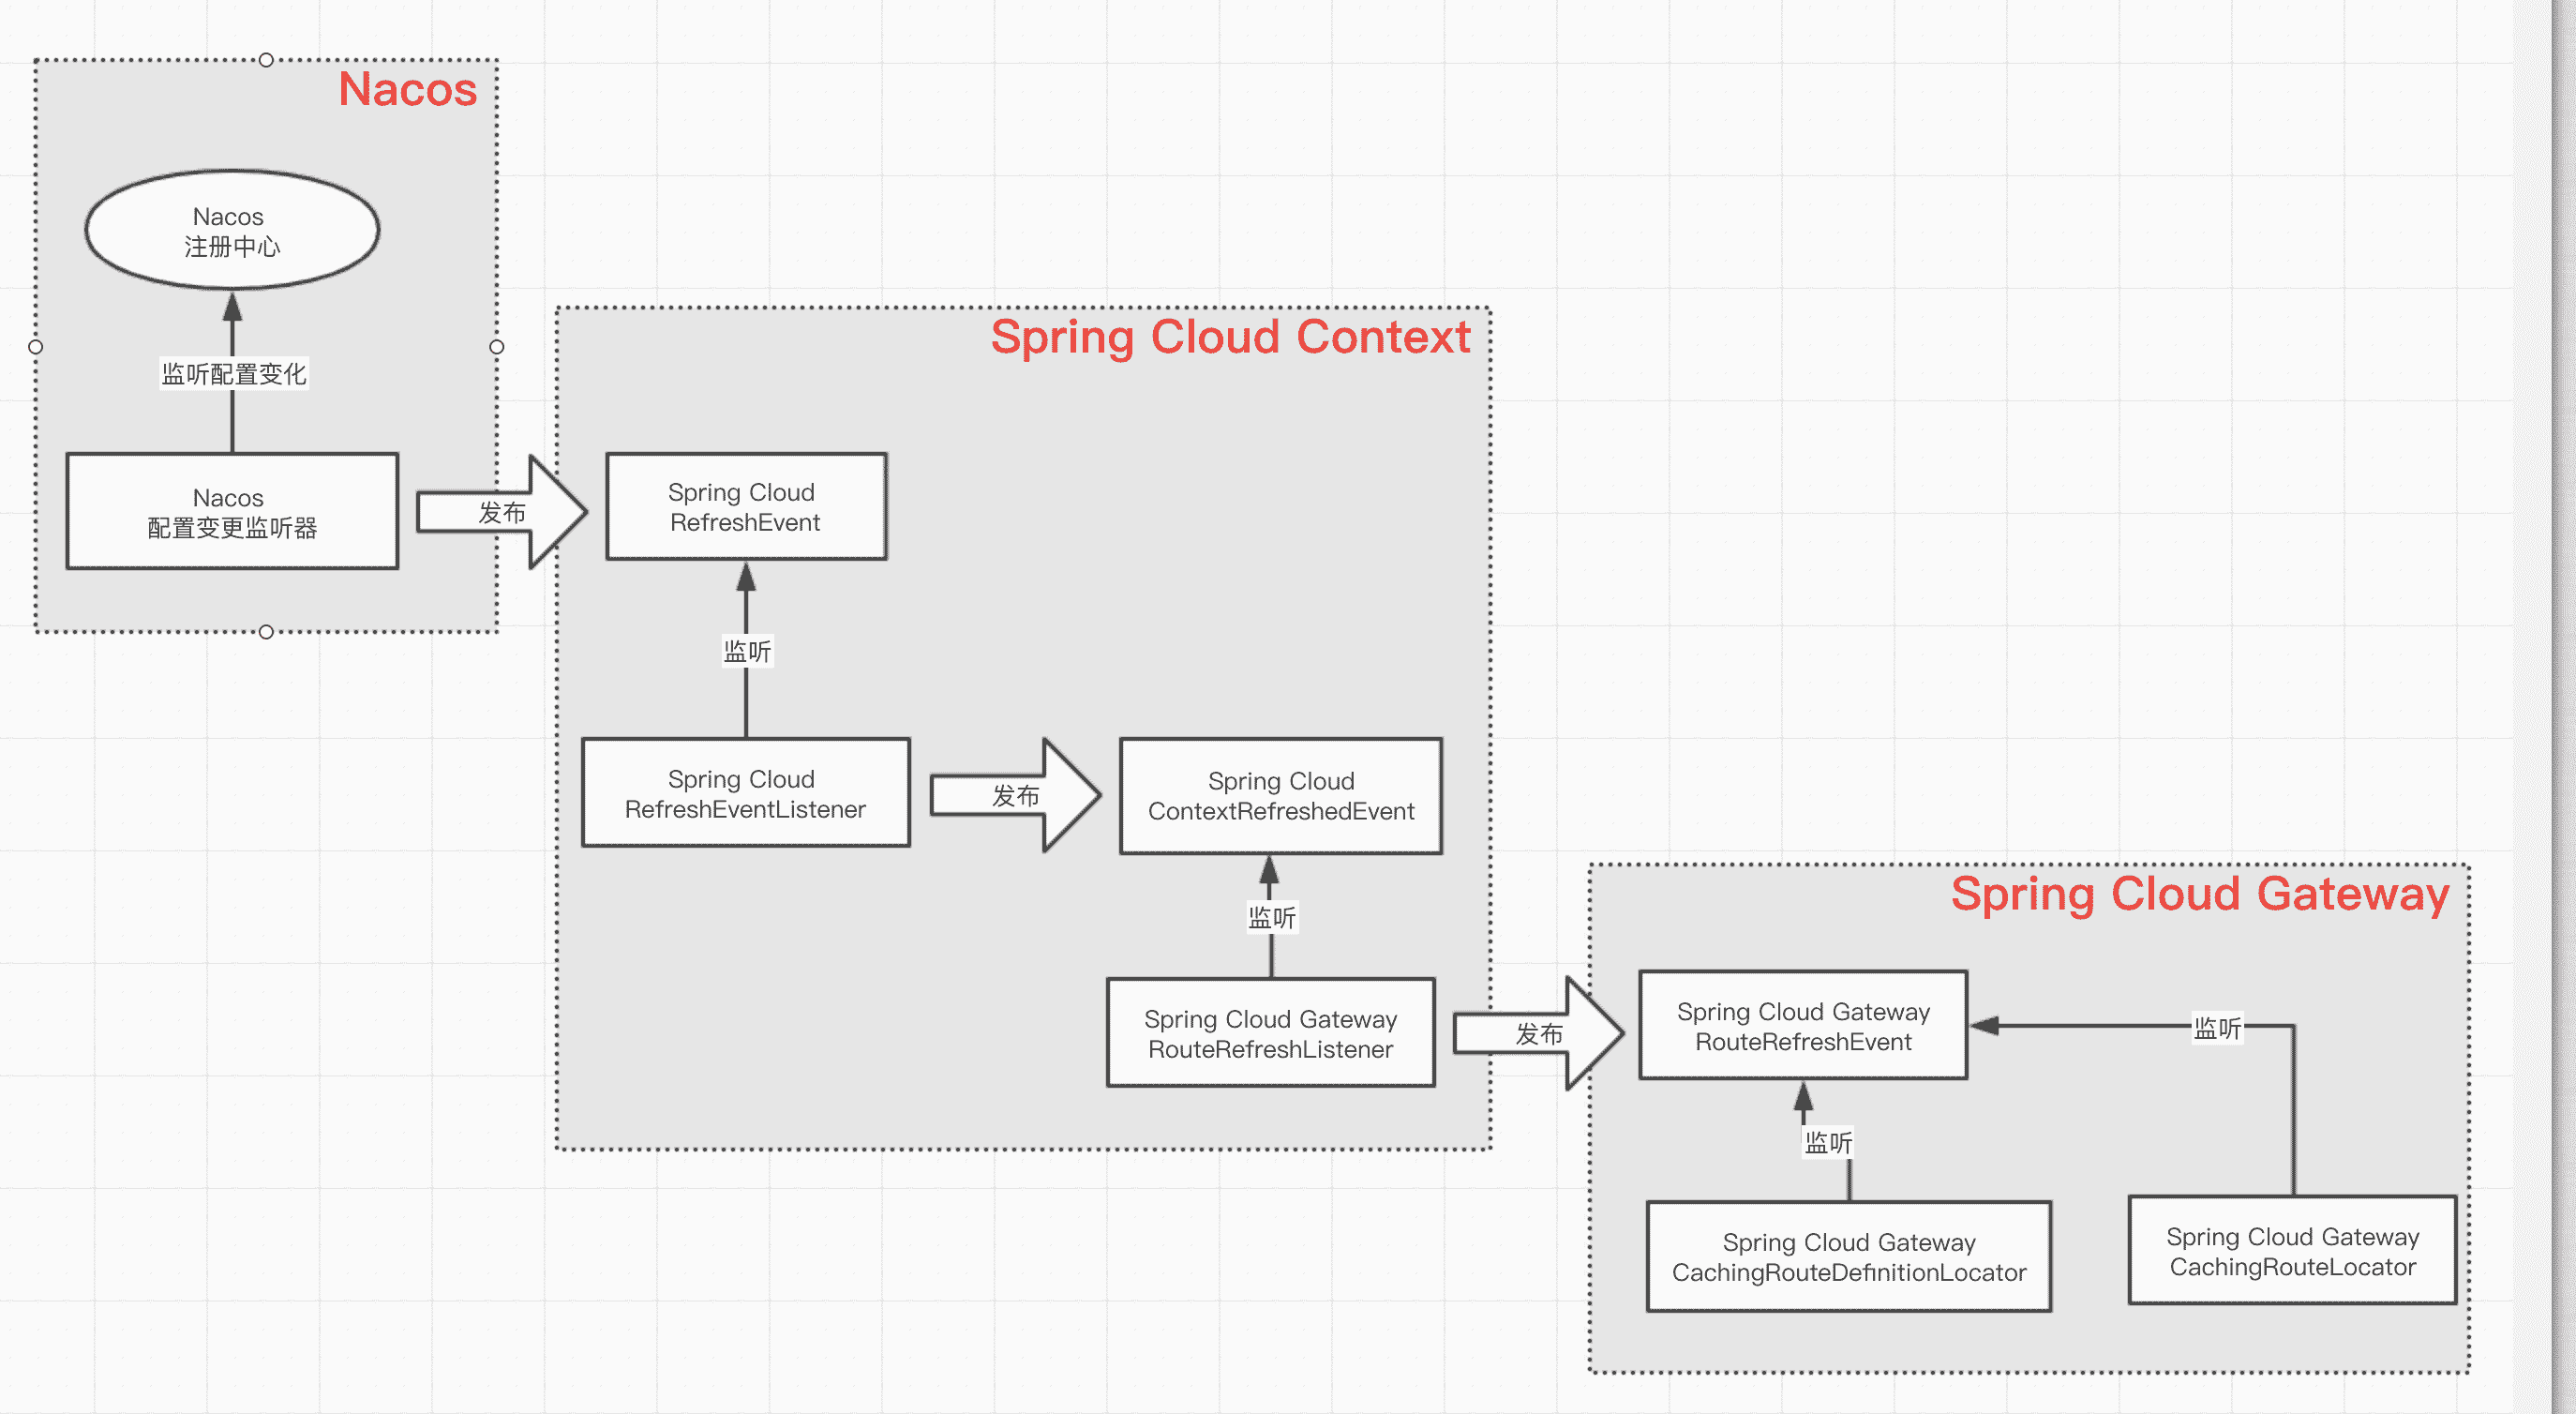 Nacos
Nacos
注册中心
监听配置变化
Nacos
配置变更监听器
发布
Spring Cloud Context
Spring Cloud
RefreshEvent
监听
Spring Cloud
RefreshEventListener
发布
Spring Cloud
ContextRefreshedEvent
监听
Spring Cloud Gateway
RouteRefreshListener
发布
Spring Cloud Gateway
Spring Cloud Gateway
RouteRefreshEvent
监听
监听
Spring Cloud Gateway
CachingRouteDefinitionLocator
Spring Cloud Gateway
CachingRouteLocator